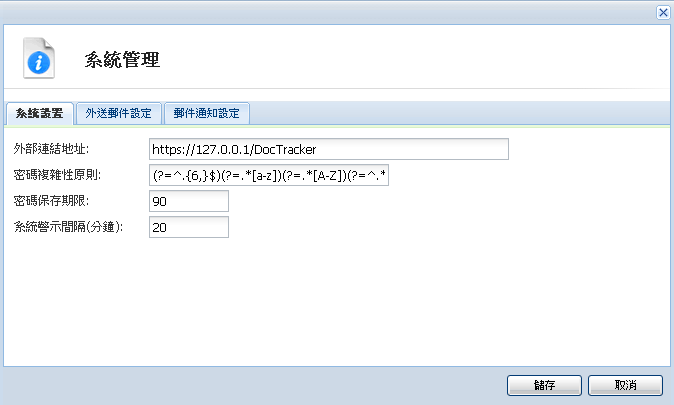 系統管理
系統設置 外送郵件設定 郵件通知設定
外部連結地址: https://127.0.0.1/DocTracker
密碼複雜性原則: (?=^.{6,}$)(?=.*[a-z])(?=.*[A-Z])(?=^.*
密碼保存期限: 90
系統警示間隔(分鐘): 20
儲存 取消